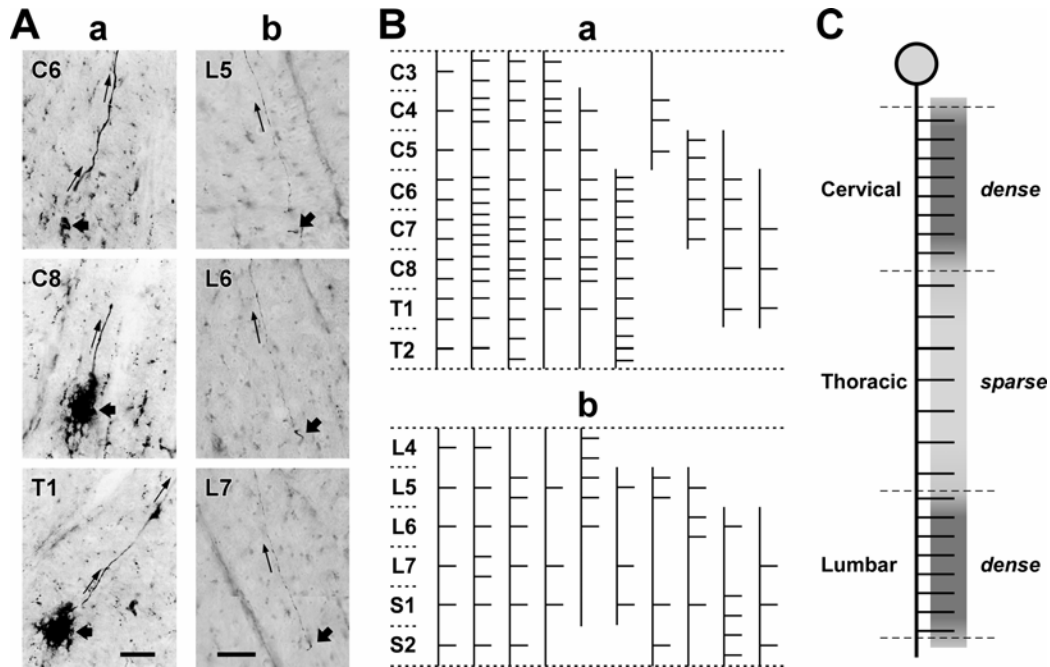 A
a
b
C6
L5
C8
L6
T1
L7
B
a
C3
C4
C5
C6
C7
C8
T1
T2
b
L4
L5
L6
L7
S1
S2
C
Cervical dense
Thoracic sparse
Lumbar dense